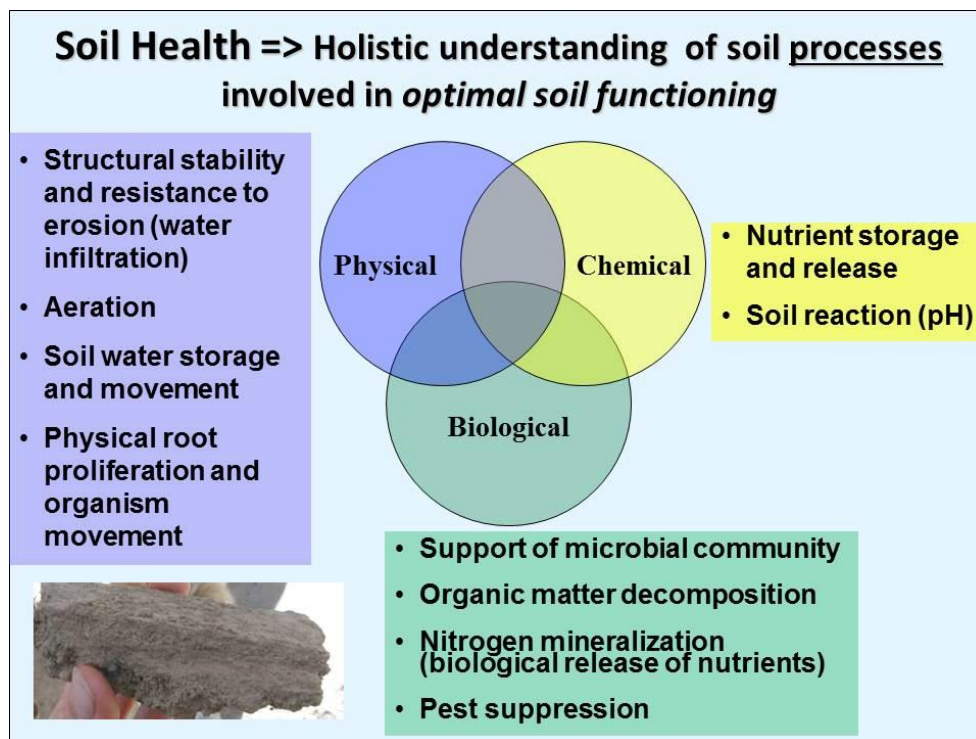 Soil Health => Holistic understanding of soil processes
involved in optimal soil functioning
• Structural stability
and resistance to
erosion (water
infiltration)
• Aeration
• Soil water storage
and movement
• Physical root
proliferation and
organism
movement
Physical
Chemical
Biological
• Nutrient storage
and release
• Soil reaction (pH)
• Support of microbial community
• Organic matter decomposition
• Nitrogen mineralization
(biological release of nutrients)
• Pest suppression